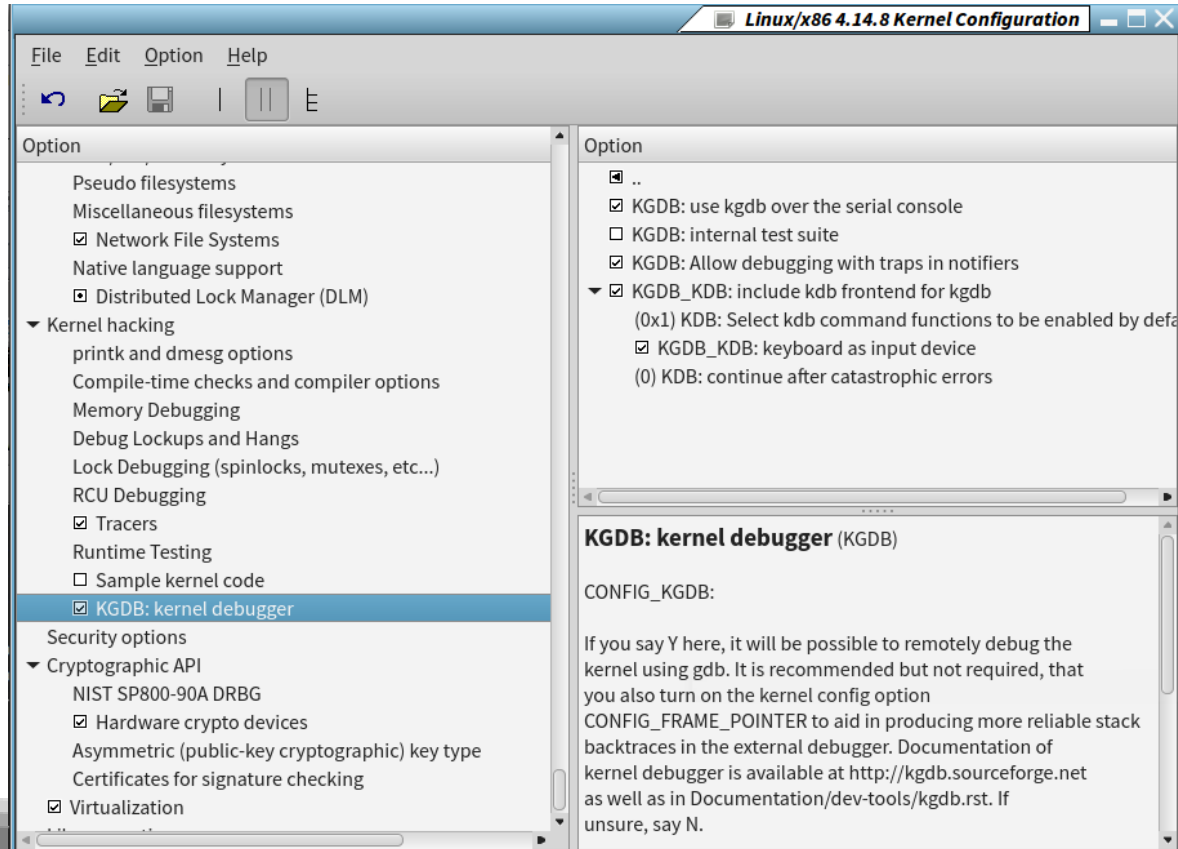 Linux/x86 4.14.8 Kernel Configuration
File Edit Option Help
Option
Pseudo filesystems
Miscellaneous filesystems
Network File Systems
Native language support
Distributed Lock Manager (DLM)
Kernel hacking
printk and dmesg options
Compile-time checks and compiler options
Memory Debugging
Debug Lockups and Hangs
Lock Debugging (spinlocks, mutexes, etc...)
RCU Debugging
Tracers
Runtime Testing
Sample kernel code
KGDB: kernel debugger
Security options
Cryptographic API
NIST SP800-90A DRBG
Hardware crypto devices
Asymmetric (public-key cryptographic) key type
Certificates for signature checking
Virtualization
Option
..
KGDB: use kgdb over the serial console
KGDB: internal test suite
KGDB: Allow debugging with traps in notifiers
KGDB_KDB: include kdb frontend for kgdb
(0x1) KDB: Select kdb command functions to be enabled by defa
KGDB_KDB: keyboard as input device
(0) KDB: continue after catastrophic errors
KGDB: kernel debugger (KGDB)
CONFIG_KGDB:
If you say Y here, it will be possible to remotely debug the
kernel using gdb. It is recommended but not required, that
you also turn on the kernel config option
CONFIG_FRAME_POINTER to aid in producing more reliable stack
backtraces in the external debugger. Documentation of
kernel debugger is available at http://kgdb.sourceforge.net
as well as in Documentation/dev-tools/kgdb.rst. If
unsure, say N.